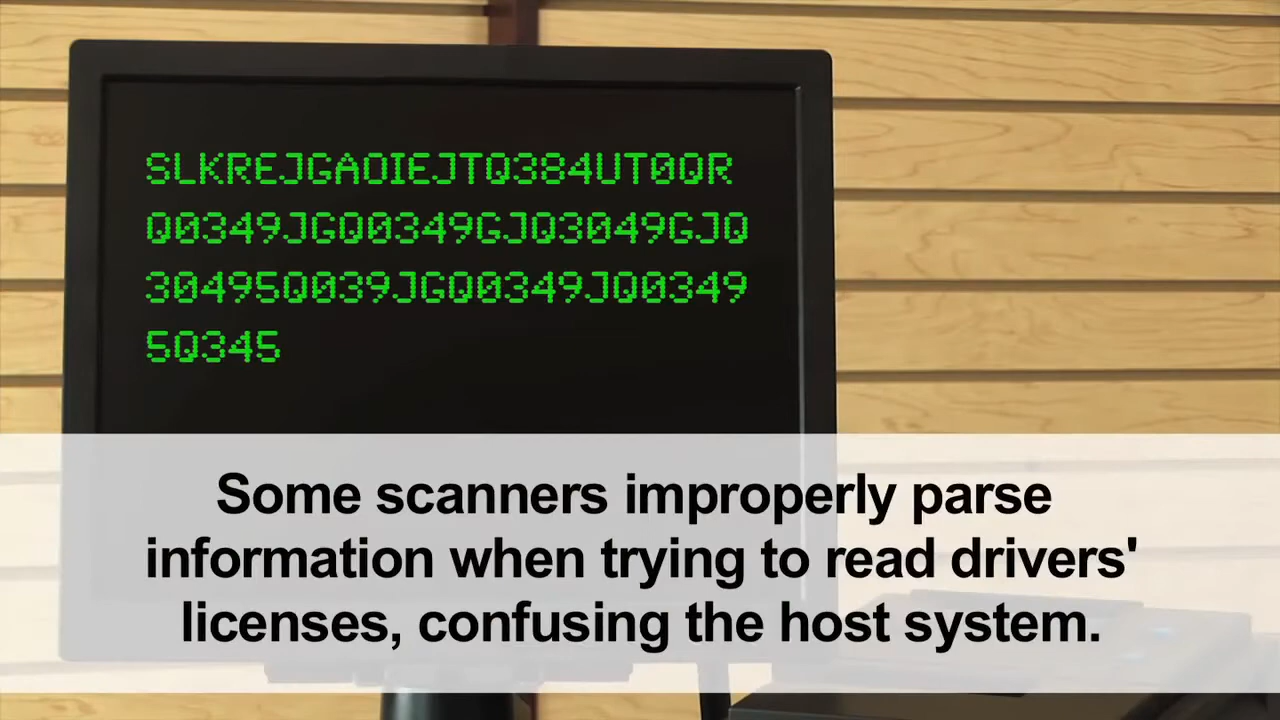 SLKREJGAOIEJTQ384UT0QR
Q0349JGQ0349GJQ3049GJQ
30495Q039JGQ0349JQ0349
5Q345
Some scanners improperly parse
information when trying to read drivers'
licenses, confusing the host system.